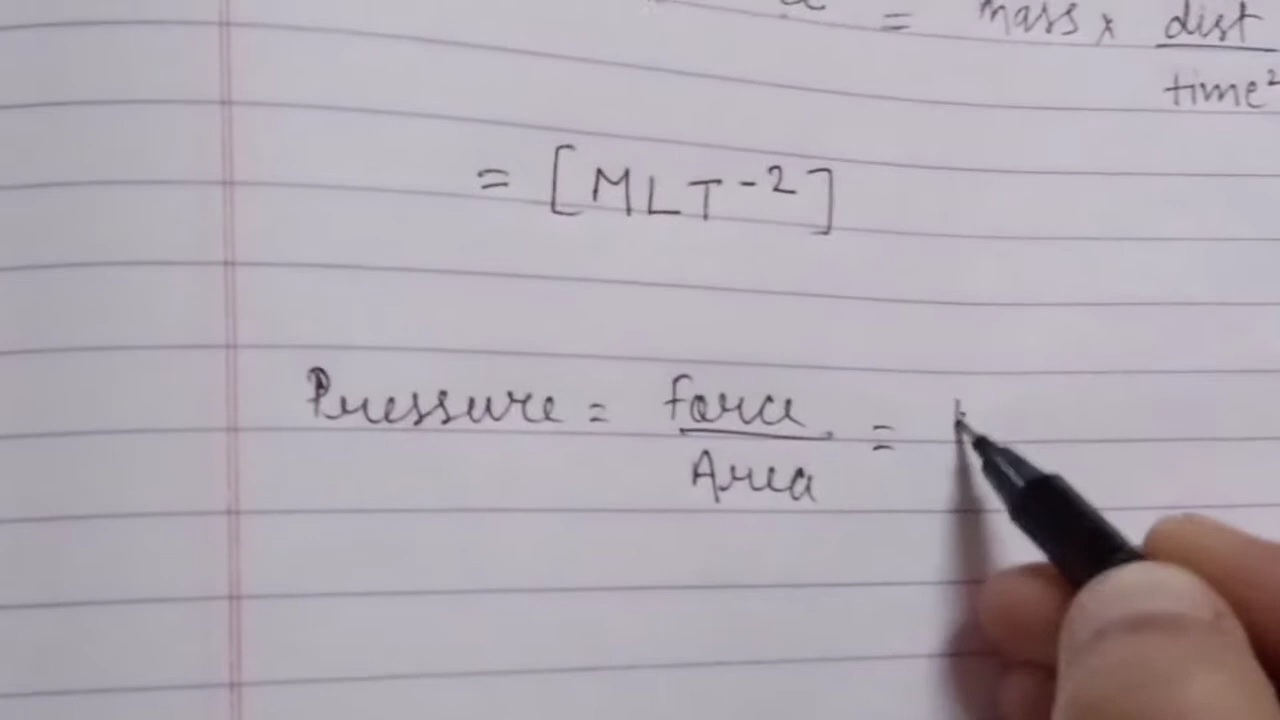 = mass x dist
time²
= [MLT⁻²]
Pressure = force =
Area